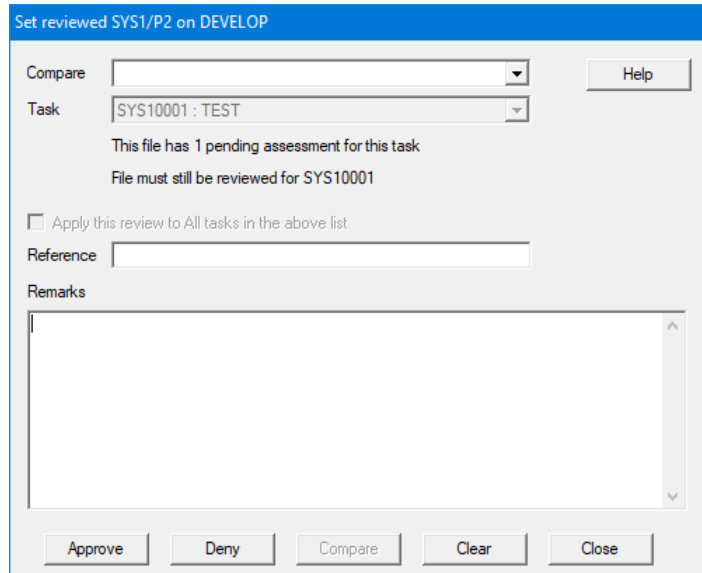 Set reviewed SYS1/P2 on DEVELOP
Compare
Help
Task SYS10001 : TEST
This file has 1 pending assessment for this task
File must still be reviewed for SYS10001
Apply this review to All tasks in the above list
Reference
Remarks
Approve Deny Compare Clear Close